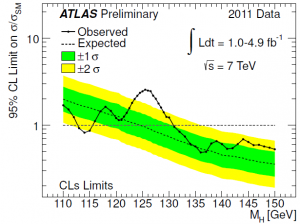 ATLAS Preliminary
2011 Data
Observed
Expected
±1σ
±2 σ
∫ Ldt = 1.0-4.9 fb⁻¹
√s = 7 TeV
95% CL Limit on σ/σSM
10
1
CLs Limits
110 115 120 125 130 135 140 145 150
MH [GeV]